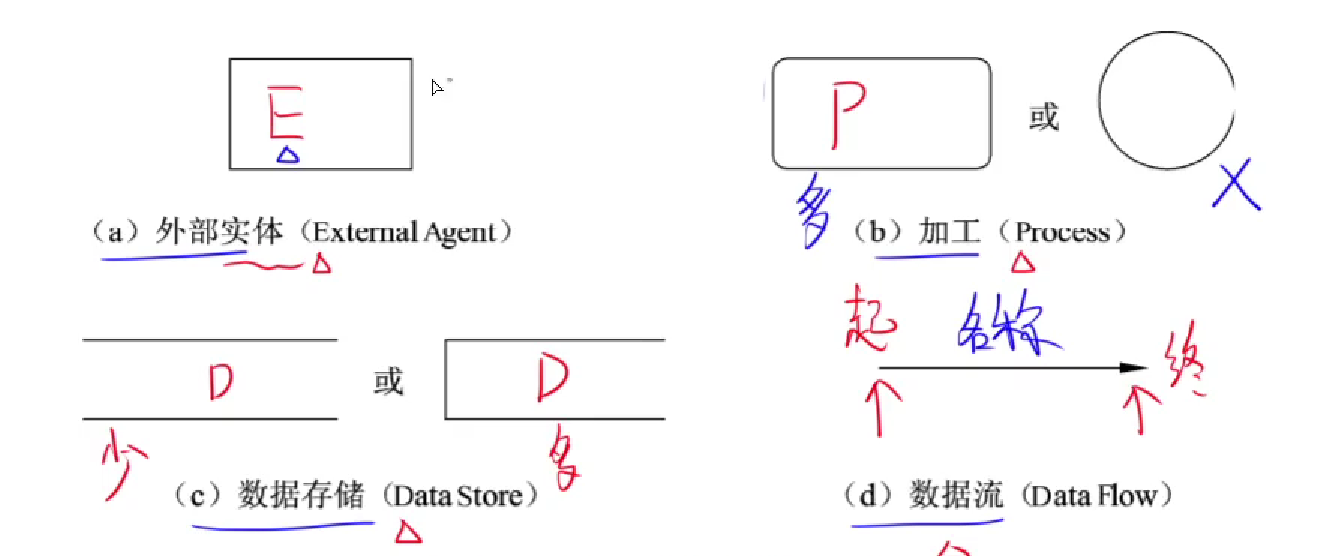 E
P
或
多
X
（a）外部实体（External Agent）
（b）加工（Process）
起 名称 终
D
或
D
少
多
（c）数据存储（Data Store）
（d）数据流（Data Flow）